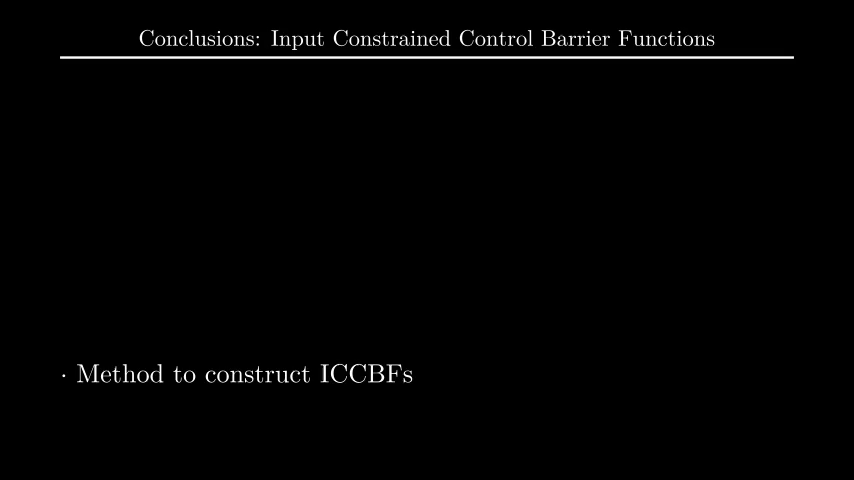 Conclusions: Input Constrained Control Barrier Functions
· Method to construct ICCBFs